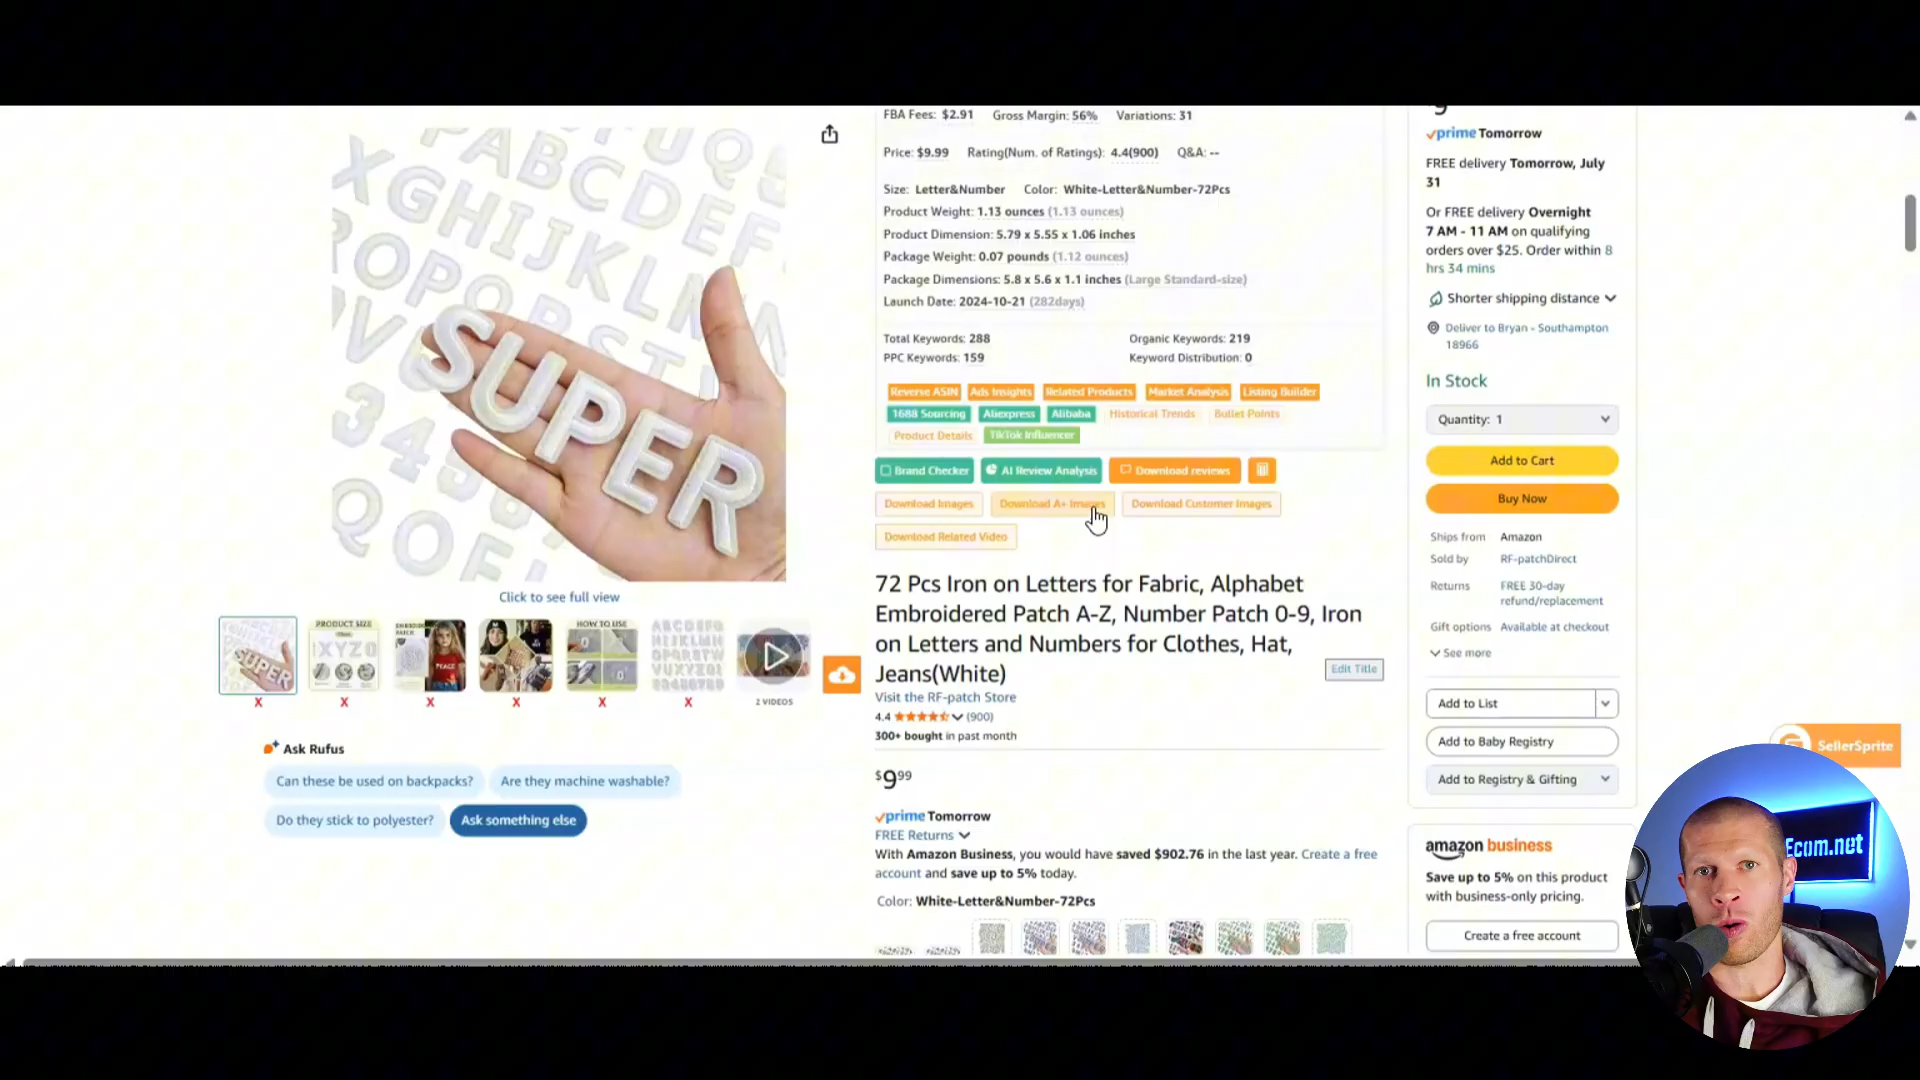 FBA Fees: $2.91 Gross Margin: 56% Variations: 31
Price: $9.99 Rating(Num. of Ratings): 4.4(900) Q&A: --
Size: Letter&Number Color: White-Letter&Number-72Pcs
Product Weight: 1.13 ounces (1.13 ounces)
Product Dimension: 5.79 x 5.55 x 1.06 inches
Package Weight: 0.07 pounds (1.12 ounces)
Package Dimensions: 5.8 x 5.6 x 1.1 inches (Large Standard-size)
Launch Date: 2024-10-21 (282days)
Total Keywords: 288 Organic Keywords: 219
PPC Keywords: 159 Keyword Distribution: 0
Reverse ASIN Ads Insights Related Products Market Analysis Listing Builder
1688 Sourcing Aliexpress Alibaba Historical Trends Bullet Points
Product Details TikTok Influencer
Brand Checker AI Review Analysis Download reviews
Download Images Download A+ Images Download Customer Images
Download Related Video
72 Pcs Iron on Letters for Fabric, Alphabet
Embroidered Patch A-Z, Number Patch 0-9, Iron
on Letters and Numbers for Clothes, Hat,
Jeans(White)
Edit Title
Visit the RF-patch Store
4.4 (900)
300+ bought in past month
$9.99
prime Tomorrow
FREE Returns
With Amazon Business, you would have saved $902.76 in the last year. Create a free
account and save up to 5% today.
Color: White-Letter&Number-72Pcs
SUPER
Click to see full view
PRODUCT SIZE
HOW TO USE
PEACE
X X X X X X
2 VIDEOS
Ask Rufus
Can these be used on backpacks? Are they machine washable?
Do they stick to polyester? Ask something else
prime Tomorrow
FREE delivery Tomorrow, July
31
Or FREE delivery Overnight
7 AM - 11 AM on qualifying
orders over $25. Order within 8
hrs 34 mins
Shorter shipping distance
Deliver to Bryan - Southampton
18966
In Stock
Quantity: 1
Add to Cart
Buy Now
Ships from Amazon
Sold by RF-patchDirect
Returns FREE 30-day
refund/replacement
Gift options Available at checkout
See more
Add to List
Add to Baby Registry
Add to Registry & Gifting
SellerSprite
amazon business
Save up to 5% on this product
with business-only pricing.
Create a free account
Ecom.net